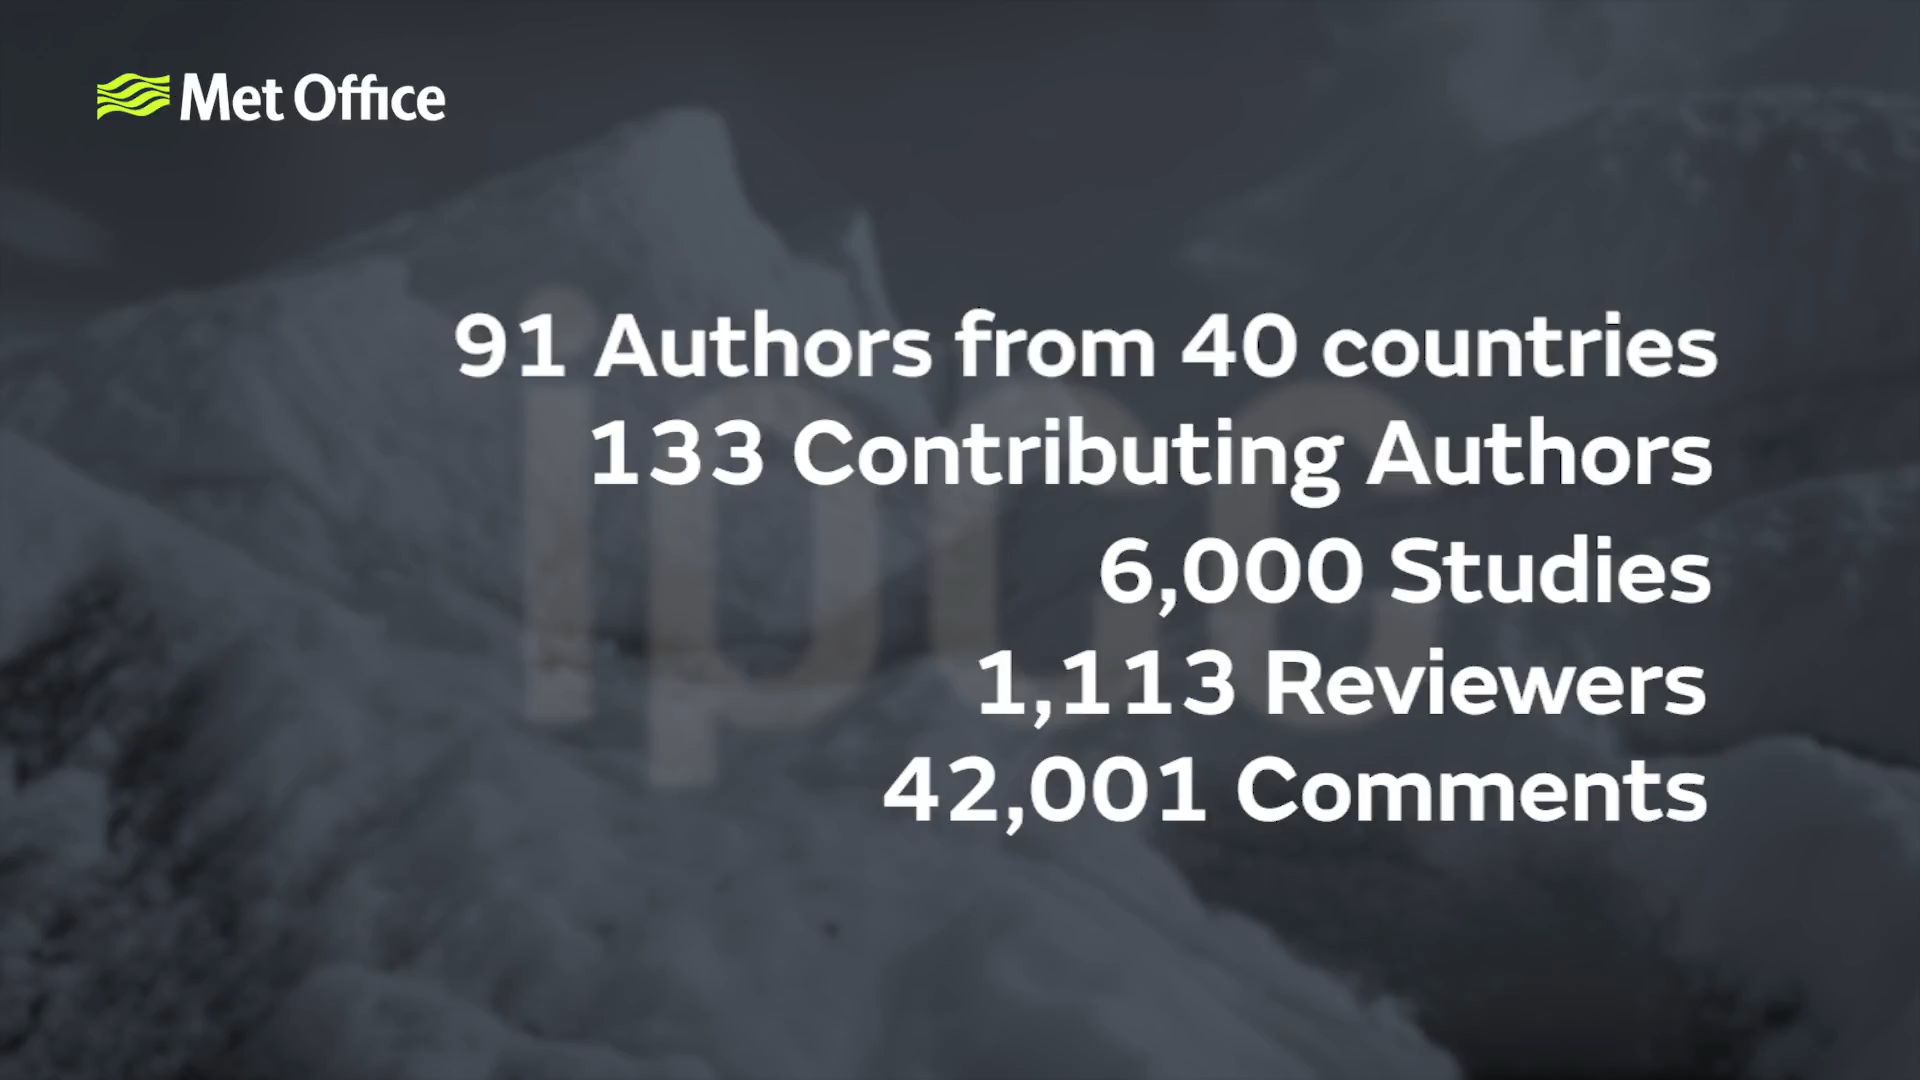 Met Office
91 Authors from 40 countries
133 Contributing Authors
6,000 Studies
1,113 Reviewers
42,001 Comments
ipcc